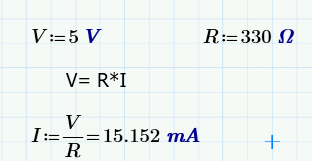 V:=5 V    R:=330 Ω
V= R*I
I:=V/R=15.152 mA